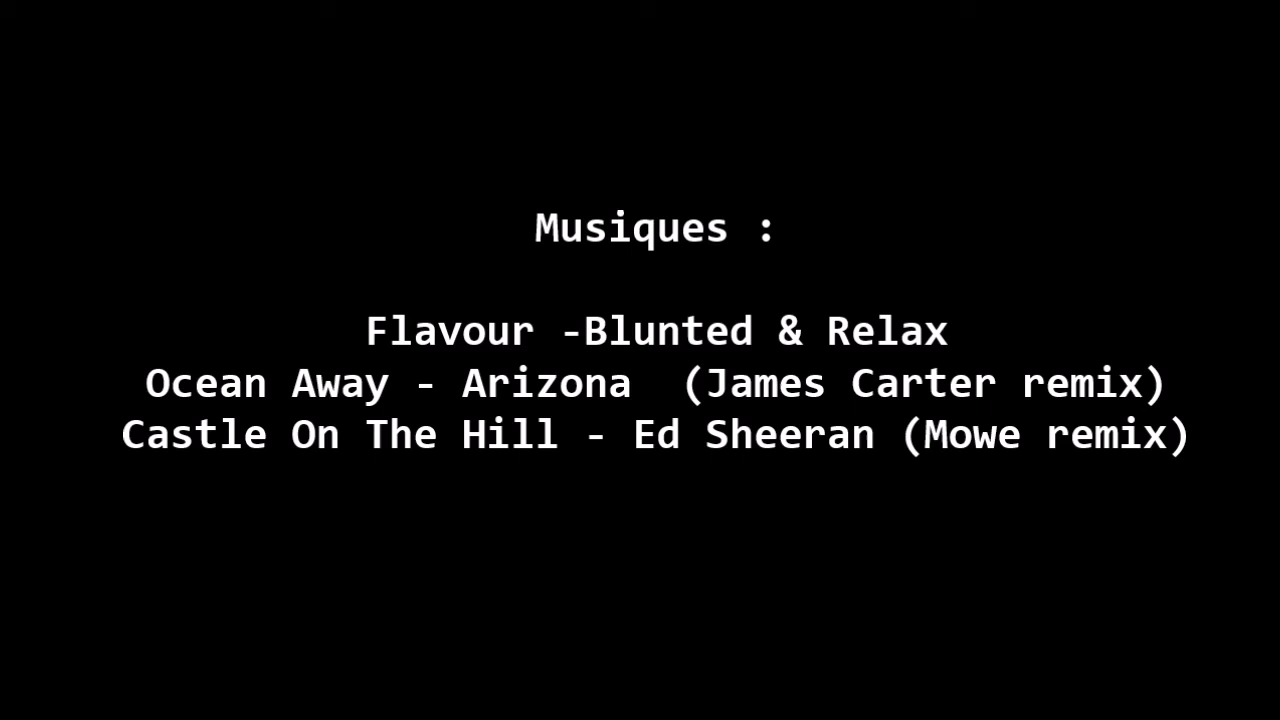 Musiques :
Flavour -Blunted & Relax
Ocean Away - Arizona  (James Carter remix)
Castle On The Hill - Ed Sheeran (Mowe remix)